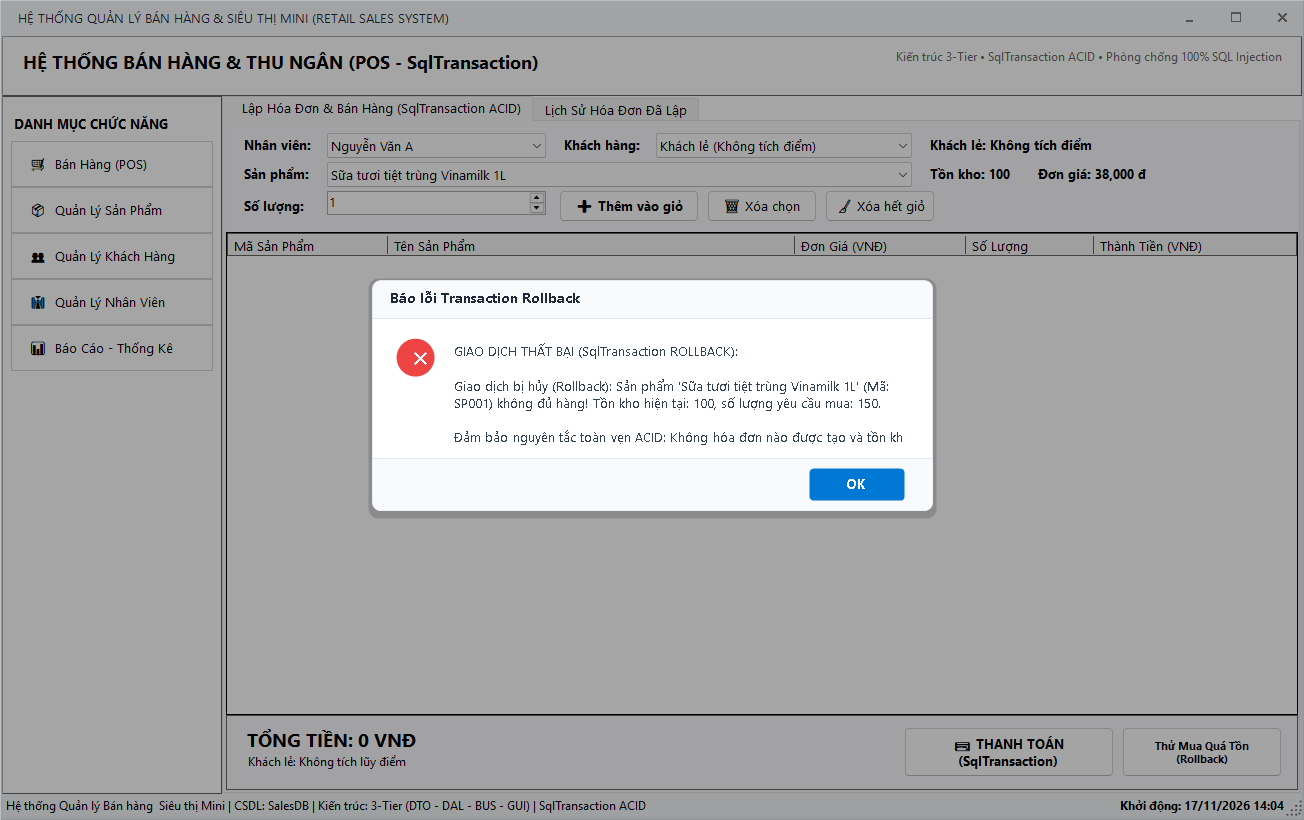 HỆ THỐNG QUẢN LÝ BÁN HÀNG & SIÊU THỊ MINI (RETAIL SALES SYSTEM)
HỆ THỐNG BÁN HÀNG & THU NGÂN (POS - SqlTransaction)
Kiến trúc 3-Tier • SqlTransaction ACID • Phòng chống 100% SQL Injection
DANH MỤC CHỨC NĂNG
Bán Hàng (POS)
Quản Lý Sản Phẩm
Quản Lý Khách Hàng
Quản Lý Nhân Viên
Báo Cáo - Thống Kê
Lập Hóa Đơn & Bán Hàng (SqlTransaction ACID)
Lịch Sử Hóa Đơn Đã Lập
Nhân viên: Nguyễn Văn A Khách hàng: Khách lẻ (Không tích điểm) Khách lẻ: Không tích điểm
Sản phẩm: Sữa tươi tiệt trùng Vinamilk 1L Tồn kho: 100 Đơn giá: 38,000 đ
Số lượng: 1 Thêm vào giỏ Xóa chọn Xóa hết giỏ
Mã Sản Phẩm Tên Sản Phẩm Đơn Giá (VNĐ) Số Lượng Thành Tiền (VNĐ)
Báo lỗi Transaction Rollback
GIAO DỊCH THẤT BẠI (SqlTransaction ROLLBACK):
Giao dịch bị hủy (Rollback): Sản phẩm 'Sữa tươi tiệt trùng Vinamilk 1L' (Mã:
SP001) không đủ hàng! Tồn kho hiện tại: 100, số lượng yêu cầu mua: 150.
Đảm bảo nguyên tắc toàn vẹn ACID: Không hóa đơn nào được tạo và tồn kh
OK
TỔNG TIỀN: 0 VNĐ
Khách lẻ: Không tích lũy điểm
THANH TOÁN
(SqlTransaction)
Thử Mua Quá Tồn
(Rollback)
Hệ thống Quản lý Bán hàng Siêu thị Mini | CSDL: SalesDB | Kiến trúc: 3-Tier (DTO - DAL - BUS - GUI) | SqlTransaction ACID
Khởi động: 17/11/2026 14:04